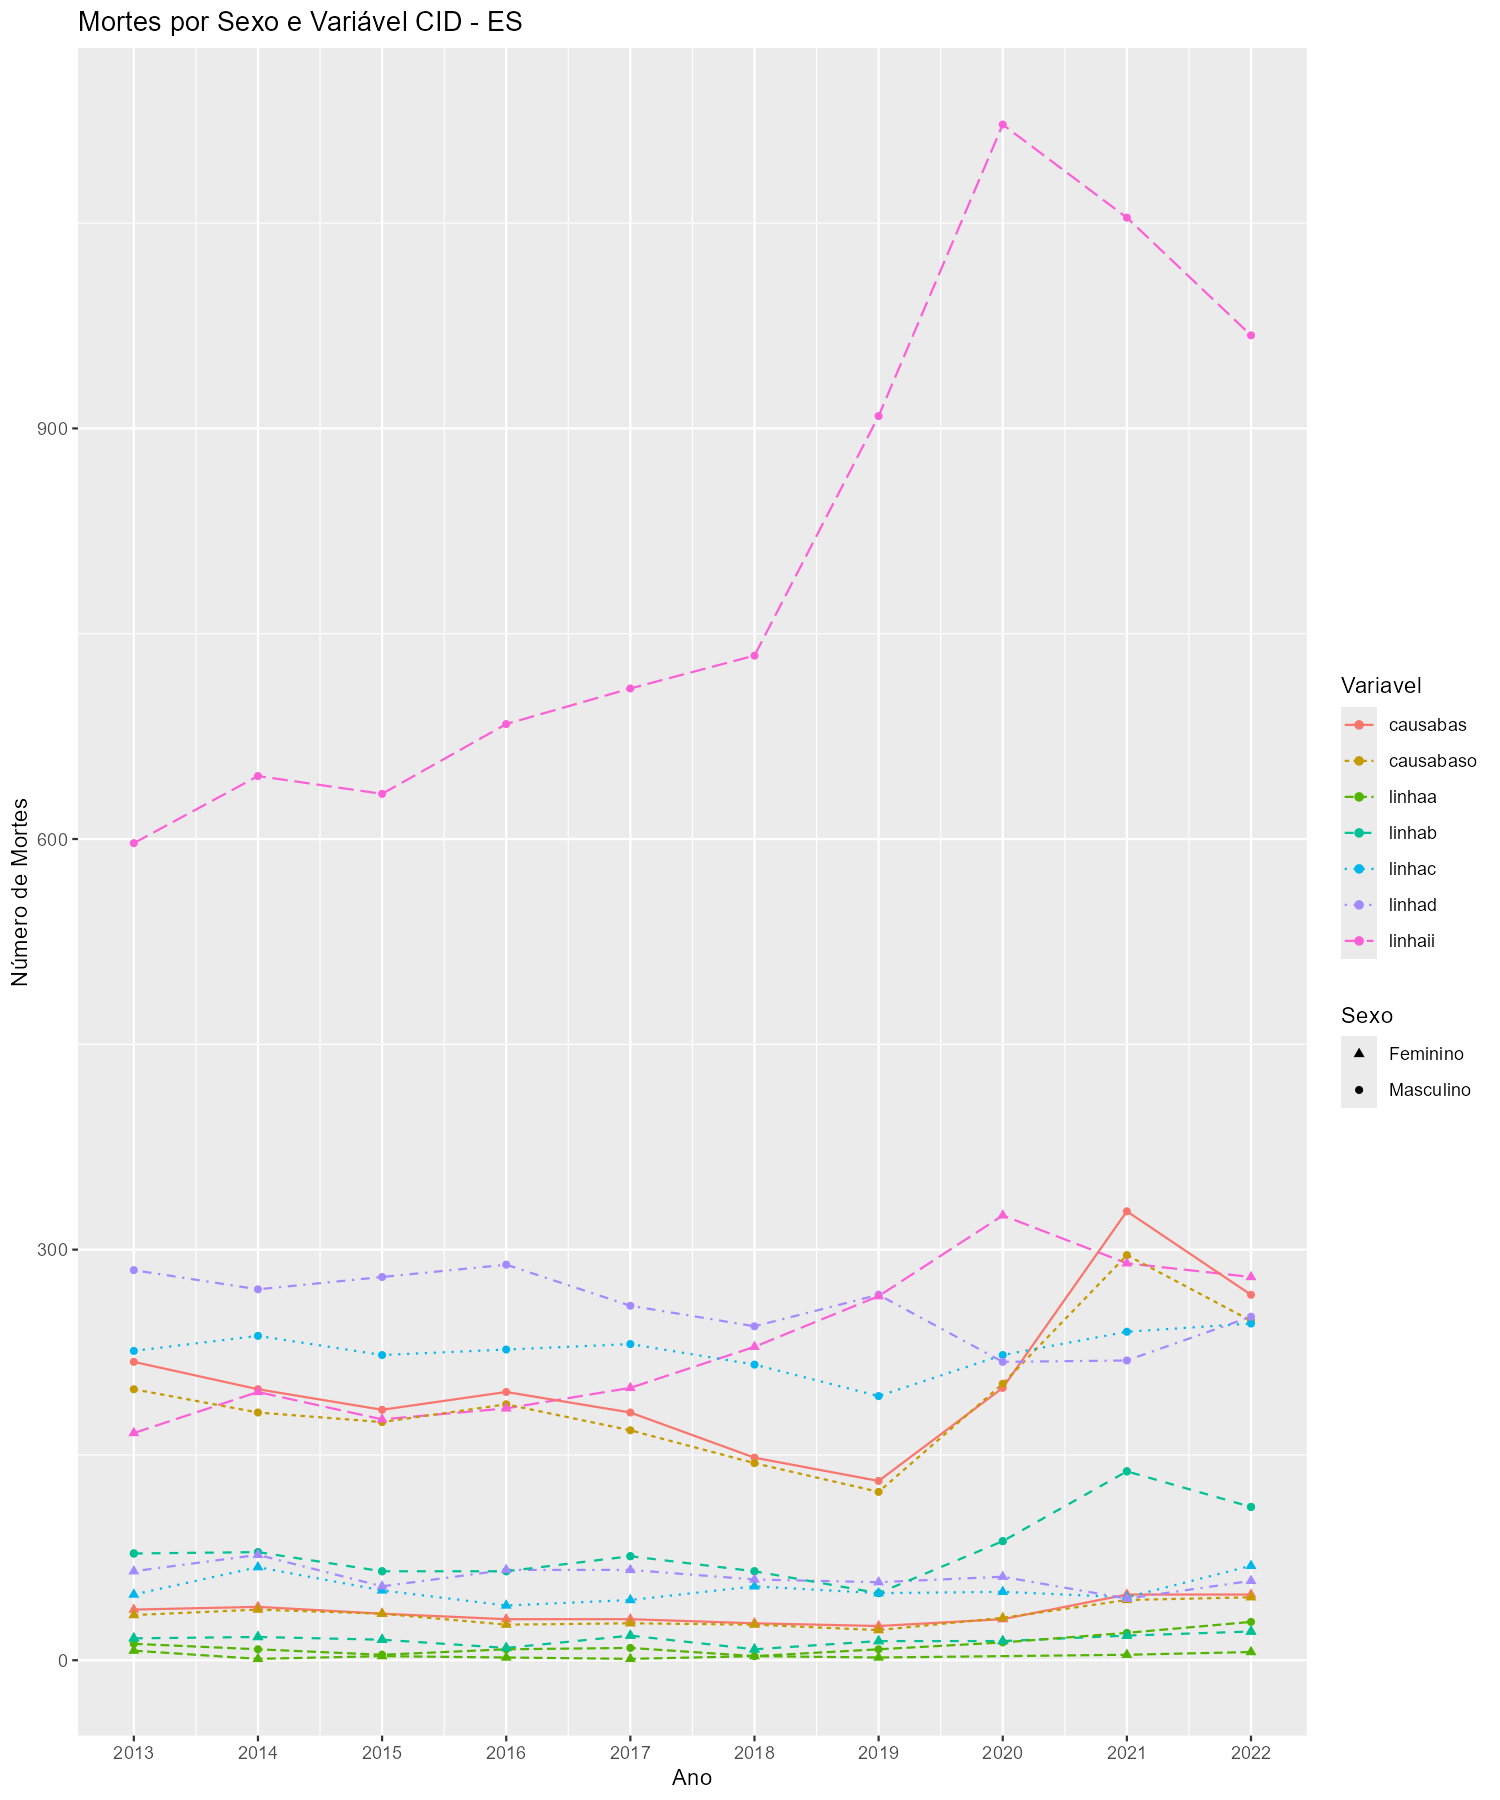 Mortes por Sexo e Variável CID - ES
Número de Mortes
900
600
300
0
2013 2014 2015 2016 2017 2018 2019 2020 2021 2022
Ano
Variavel
causabas
causabaso
linhaa
linhab
linhac
linhad
linhaii
Sexo
Feminino
Masculino